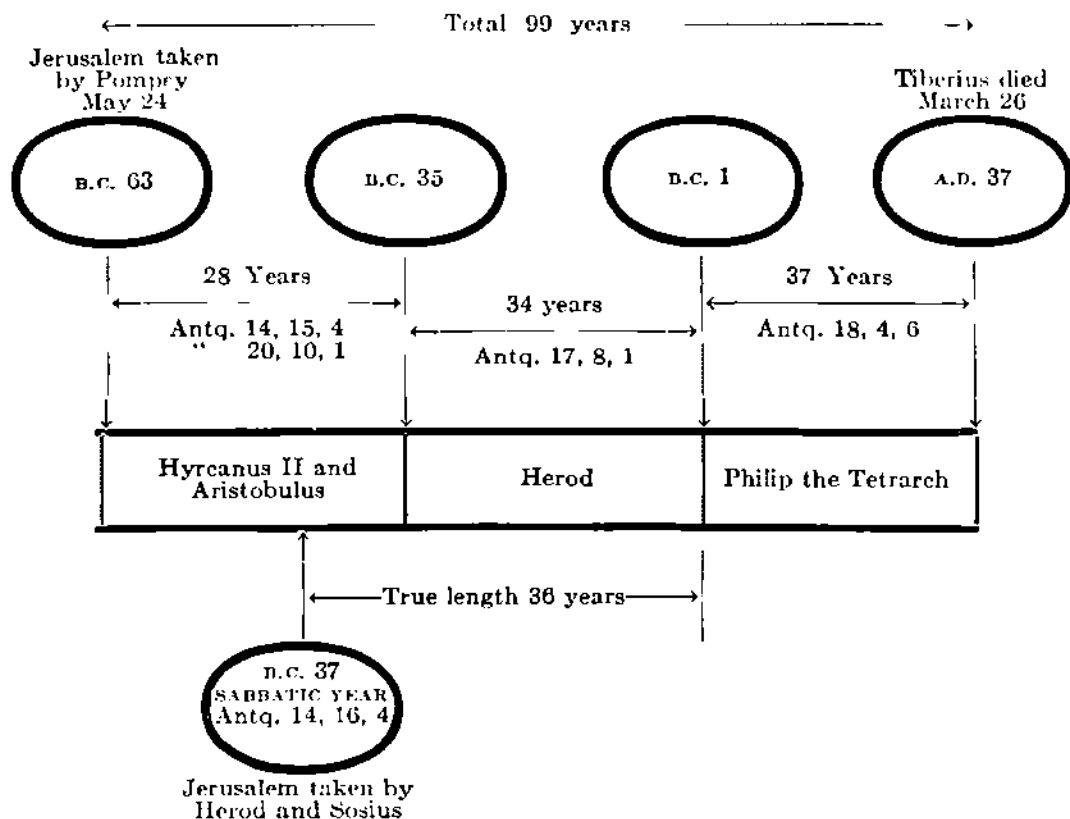 Total 99 years
Jerusalem taken
by Pompey
May 24
Tiberius died
March 26
B.C. 63
B.C. 35
B.C. 1
A.D. 37
28 Years
Antq. 14, 15, 4
“ 20, 10, 1
34 years
Antq. 17, 8, 1
37 Years
Antq. 18, 4, 6
Hyrcanus II and
Aristobulus
Herod
Philip the Tetrarch
True length 36 years
B.C. 37
SABBATIC YEAR
Antq. 14, 16, 4
Jerusalem taken by
Herod and Sosius